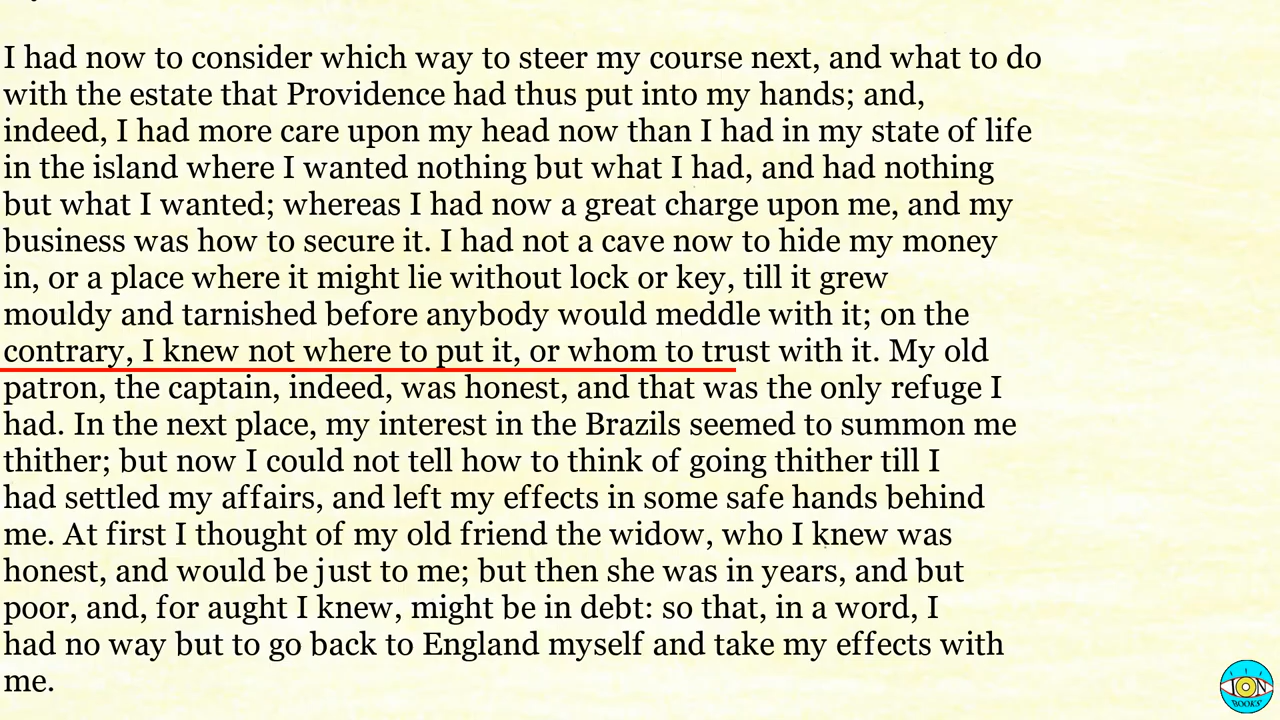 I had now to consider which way to steer my course next, and what to do
with the estate that Providence had thus put into my hands; and,
indeed, I had more care upon my head now than I had in my state of life
in the island where I wanted nothing but what I had, and had nothing
but what I wanted; whereas I had now a great charge upon me, and my
business was how to secure it. I had not a cave now to hide my money
in, or a place where it might lie without lock or key, till it grew
mouldy and tarnished before anybody would meddle with it; on the
contrary, I knew not where to put it, or whom to trust with it. My old
patron, the captain, indeed, was honest, and that was the only refuge I
had. In the next place, my interest in the Brazils seemed to summon me
thither; but now I could not tell how to think of going thither till I
had settled my affairs, and left my effects in some safe hands behind
me. At first I thought of my old friend the widow, who I knew was
honest, and would be just to me; but then she was in years, and but
poor, and, for aught I knew, might be in debt: so that, in a word, I
had no way but to go back to England myself and take my effects with
me.
ION
BOOKS